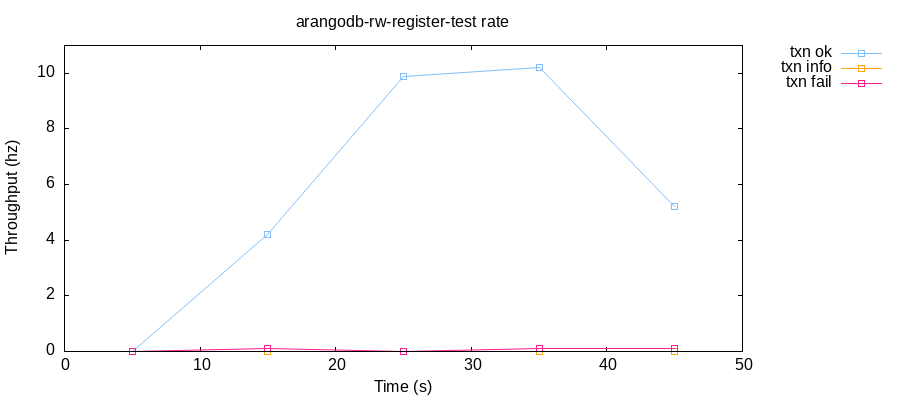 arangodb-rw-register-test rate
txn ok
txn info
txn fail
Throughput (hz)
10
8
6
4
2
0
0 10 20 30 40 50
Time (s)